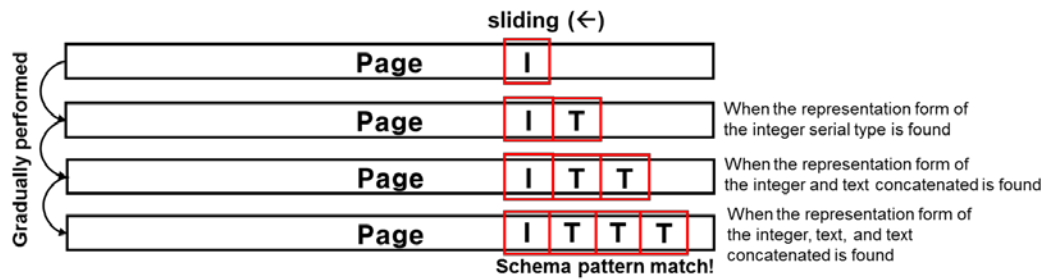 sliding (←)
Gradually performed
Page I
Page I T
When the representation form of
the integer serial type is found
Page I T T
When the representation form of
the integer and text concatenated is found
Page I T T T
When the representation form of
the integer, text, and text
concatenated is found
Schema pattern match!